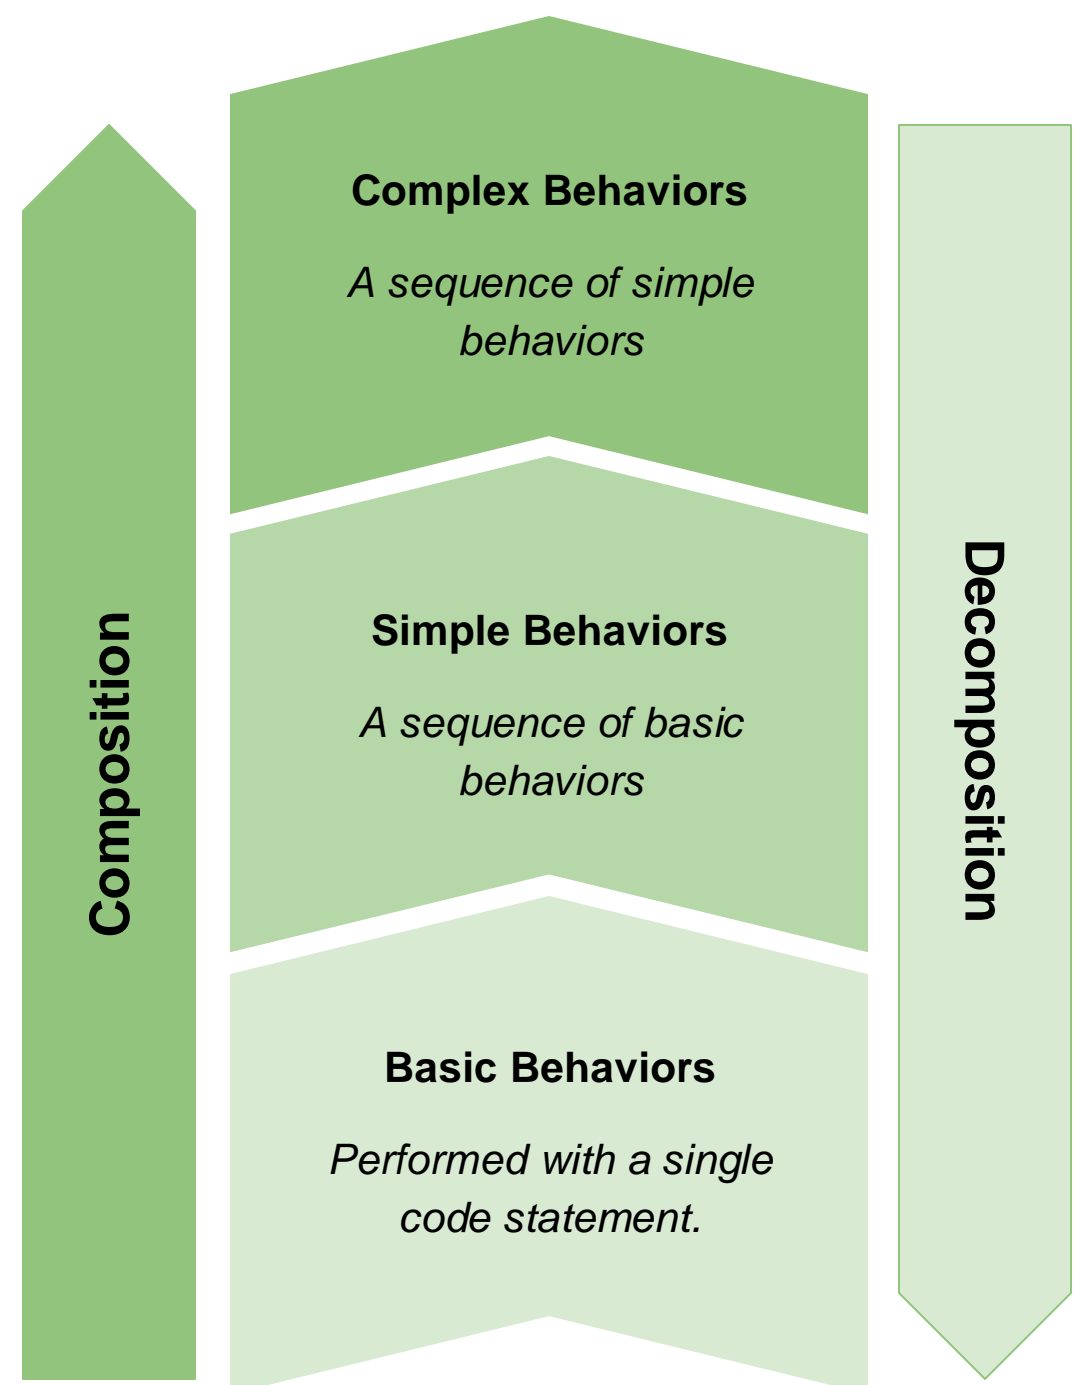 Composition
Complex Behaviors
A sequence of simple
behaviors
Simple Behaviors
A sequence of basic
behaviors
Basic Behaviors
Performed with a single
code statement.
Decomposition